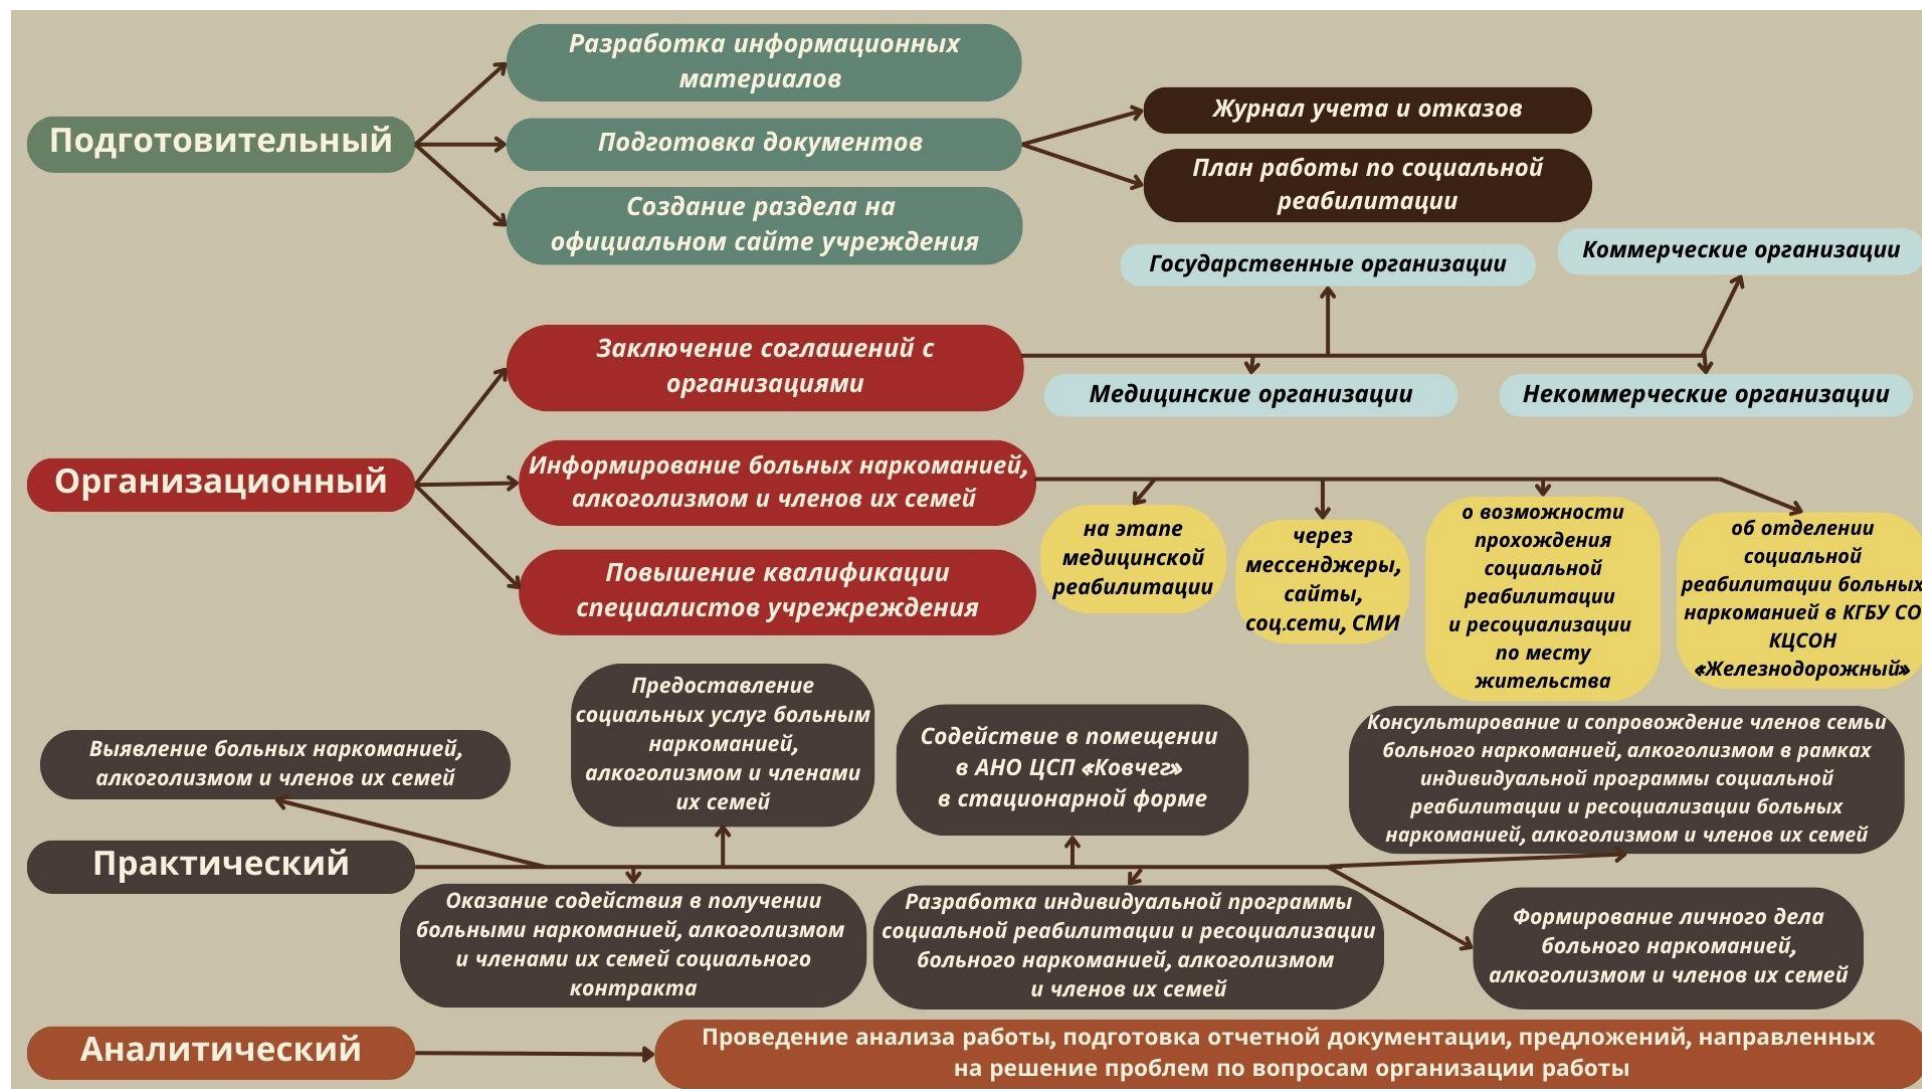 Подготовительный
Разработка информационных
материалов
Подготовка документов
Создание раздела на
официальном сайте учреждения
Журнал учета и отказов
План работы по социальной
реабилитации
Организационный
Заключение соглашений с
организациями
Государственные организации
Коммерческие организации
Медицинские организации
Некоммерческие организации
Информирование больных наркоманией,
алкоголизмом и членов их семей
на этапе
медицинской
реабилитации
через
мессенджеры,
сайты,
соц.сети, СМИ
о возможности
прохождения
социальной
реабилитации
и ресоциализации
по месту
жительства
об отделении
социальной
реабилитации больных
наркоманией в КГБУ СО
КЦСОН
«Железнодорожный»
Повышение квалификации
специалистов учрежреждения
Практический
Выявление больных наркоманией,
алкоголизмом и членов их семей
Предоставление
социальных услуг больным
наркоманией,
алкоголизмом и членами
их семей
Содействие в помещении
в АНО ЦСП «Ковчег»
в стационарной форме
Консультирование и сопровождение членов семьи
больного наркоманией, алкоголизмом в рамках
индивидуальной программы социальной
реабилитации и ресоциализации больных
наркоманией, алкоголизмом и членов их семей
Оказание содействия в получении
больными наркоманией, алкоголизмом
и членами их семей социального
контракта
Разработка индивидуальной программы
социальной реабилитации и ресоциализации
больного наркоманией, алкоголизмом
и членов их семей
Формирование личного дела
больного наркоманией,
алкоголизмом и членов их семей
Аналитический
Проведение анализа работы, подготовка отчетной документации, предложений, направленных
на решение проблем по вопросам организации работы